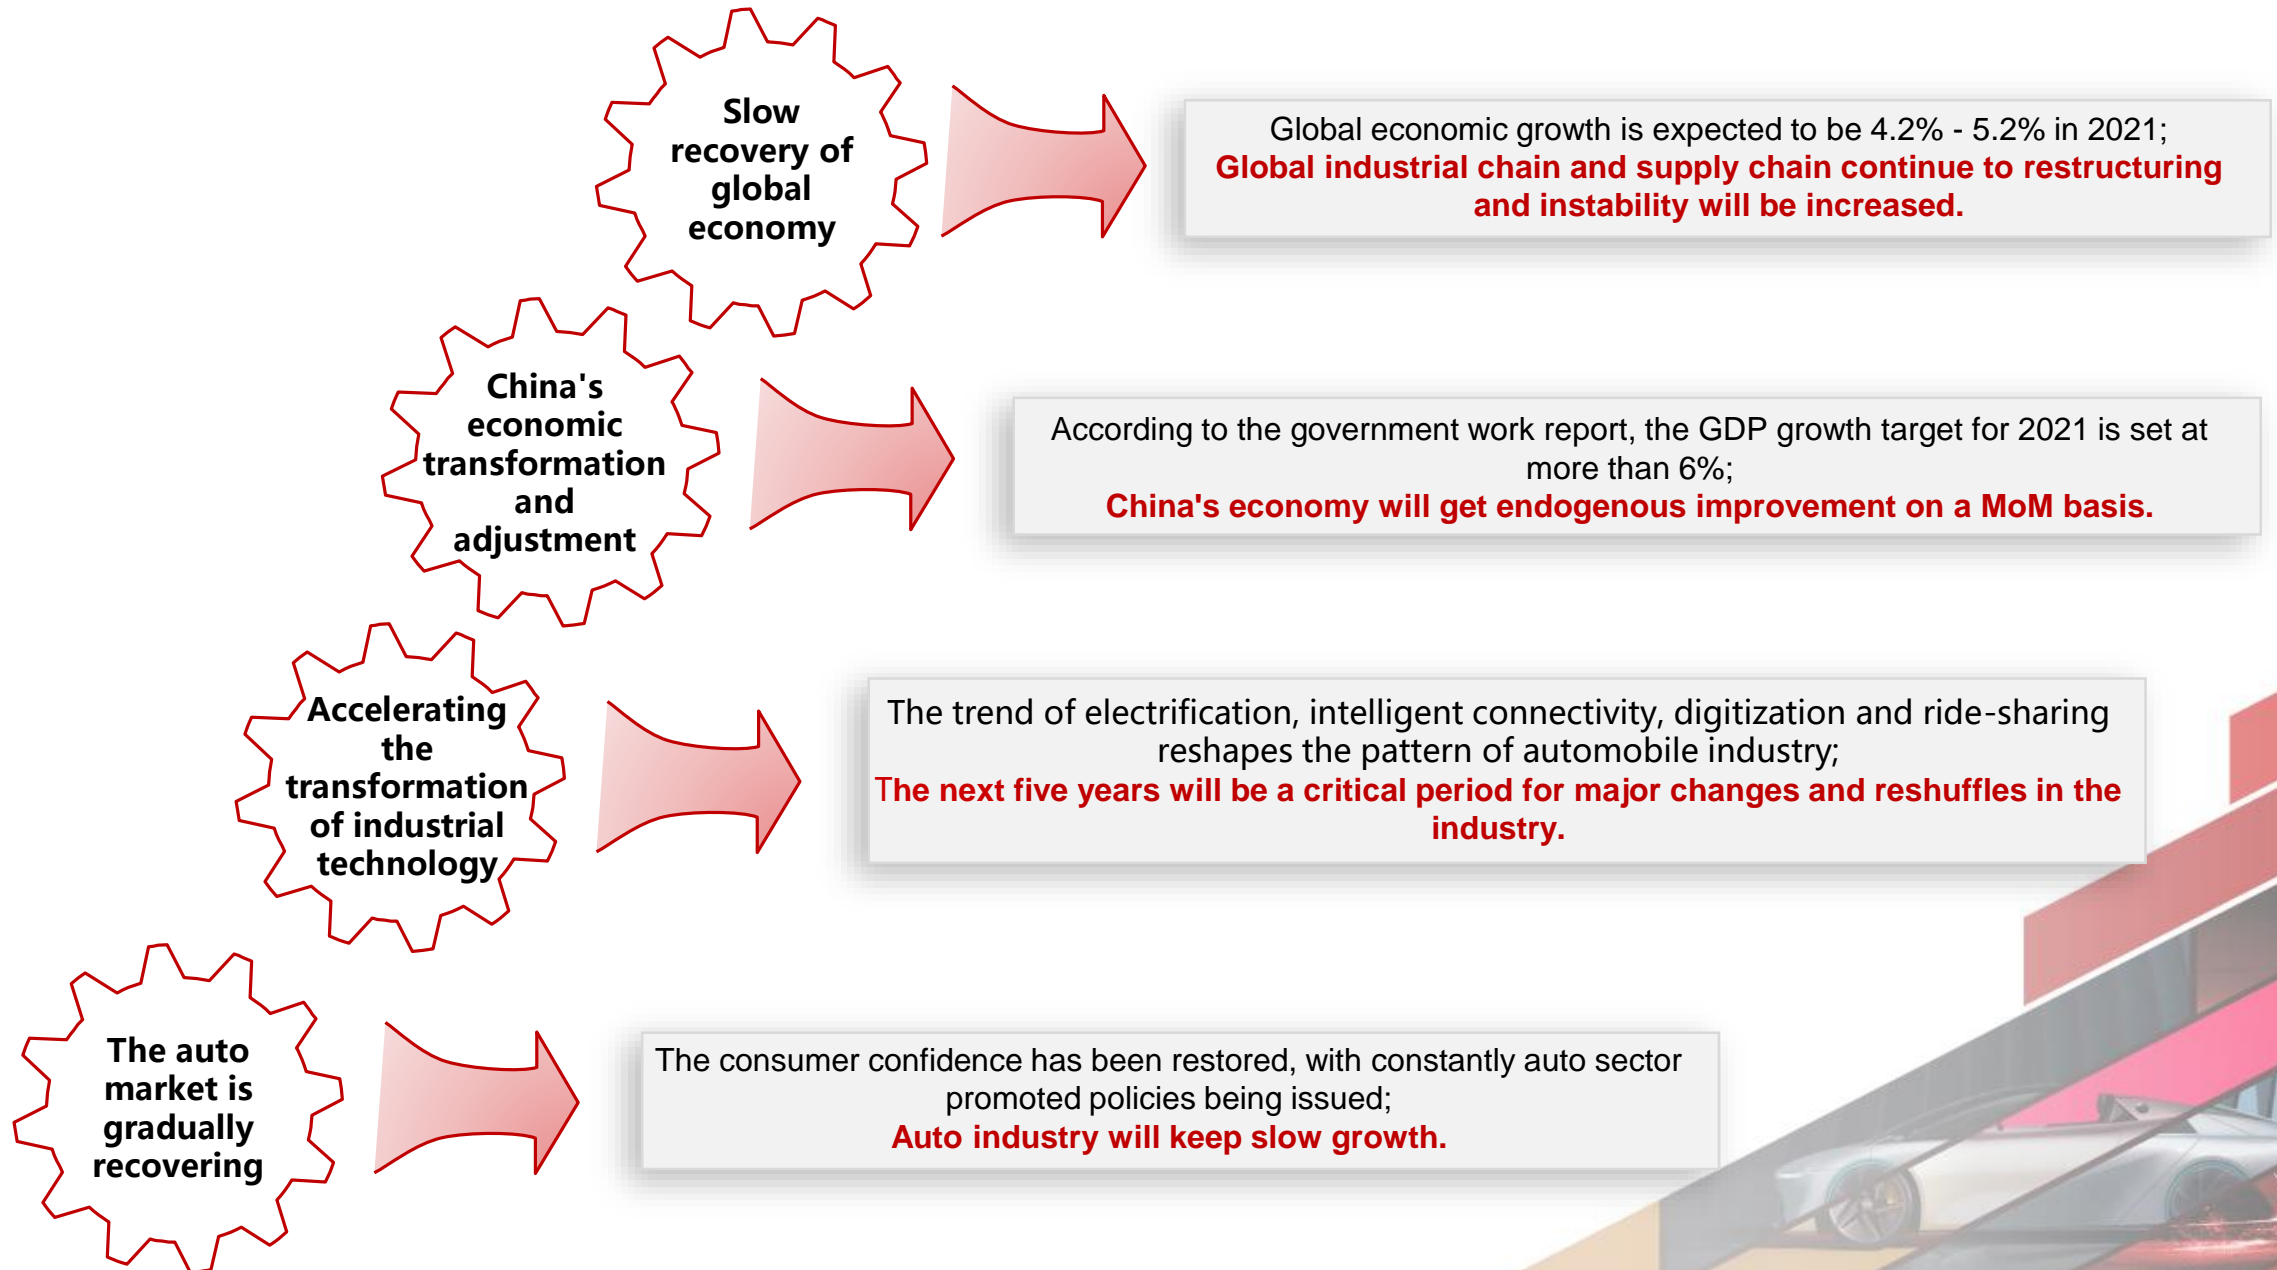 Slow
recovery of
global
economy
Global economic growth is expected to be 4.2% - 5.2% in 2021;
Global industrial chain and supply chain continue to restructuring
and instability will be increased.
China's
economic
transformation
and
adjustment
According to the government work report, the GDP growth target for 2021 is set at
more than 6%;
China's economy will get endogenous improvement on a MoM basis.
Accelerating
the
transformation
of industrial
technology
The trend of electrification, intelligent connectivity, digitization and ride-sharing
reshapes the pattern of automobile industry;
The next five years will be a critical period for major changes and reshuffles in the
industry.
The auto
market is
gradually
recovering
The consumer confidence has been restored, with constantly auto sector
promoted policies being issued;
Auto industry will keep slow growth.